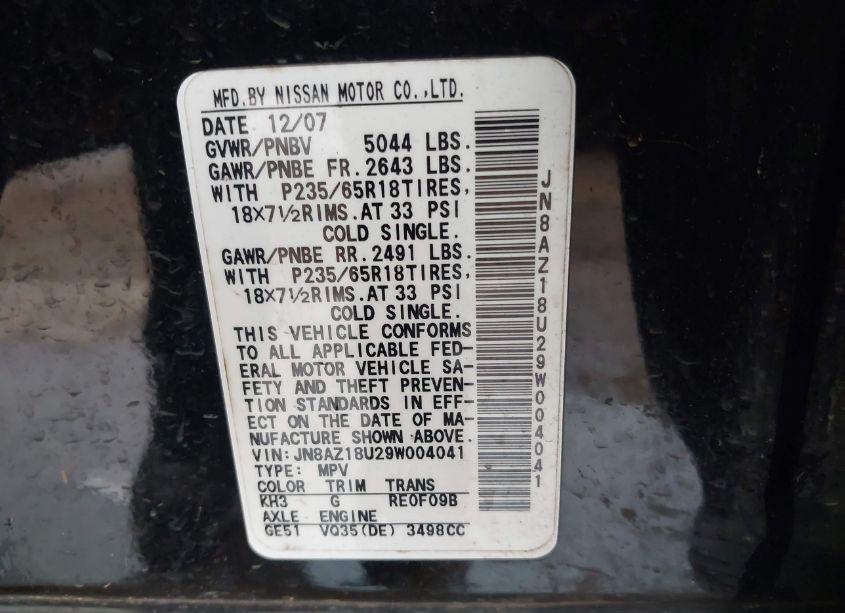 MFD.BY NISSAN MOTOR CO.,LTD.
DATE 12/07
GVWR/PNBV 5044 LBS.
GAWR/PNBE FR.2643 LBS.
WITH P235/65R18TIRES,
18X7½RIMS.AT 33 PSI
COLD SINGLE.
GAWR/PNBE RR.2491 LBS.
WITH P235/65R18TIRES,
18X7½RIMS.AT 33 PSI
COLD SINGLE.
THIS VEHICLE CONFORMS
TO ALL APPLICABLE FED-
ERAL MOTOR VEHICLE SA-
FETY AND THEFT PREVEN-
TION STANDARDS IN EFF-
ECT ON THE DATE OF MA-
NUFACTURE SHOWN ABOVE.
VIN:JN8AZ18U29W004041
TYPE: MPV
COLOR TRIM TRANS
KH3 G RE0F09B
AXLE ENGINE
GE51 VQ35(DE) 3498CC
JN8AZ18U29W004041